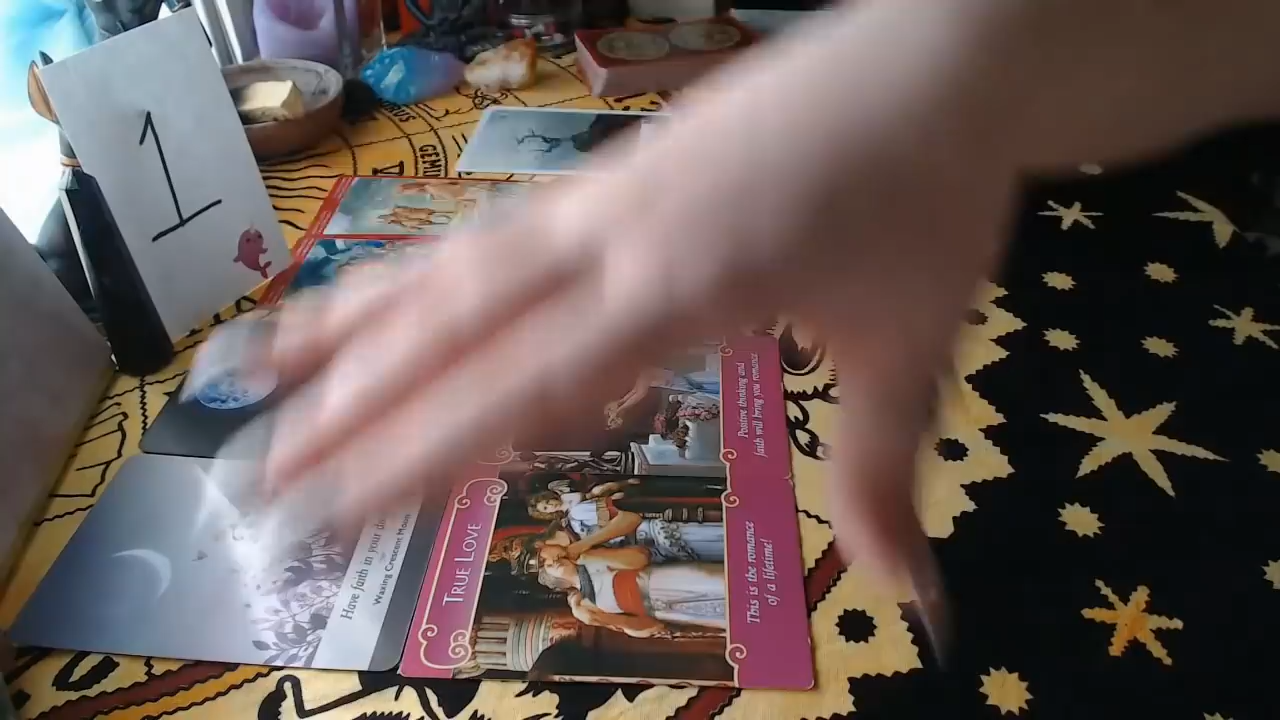 1
GEMINI
Positive thinking and
faith will bring you romance
TRUE LOVE
This is the romance
of a lifetime!
Have faith in your
Waxing Crescent Moon